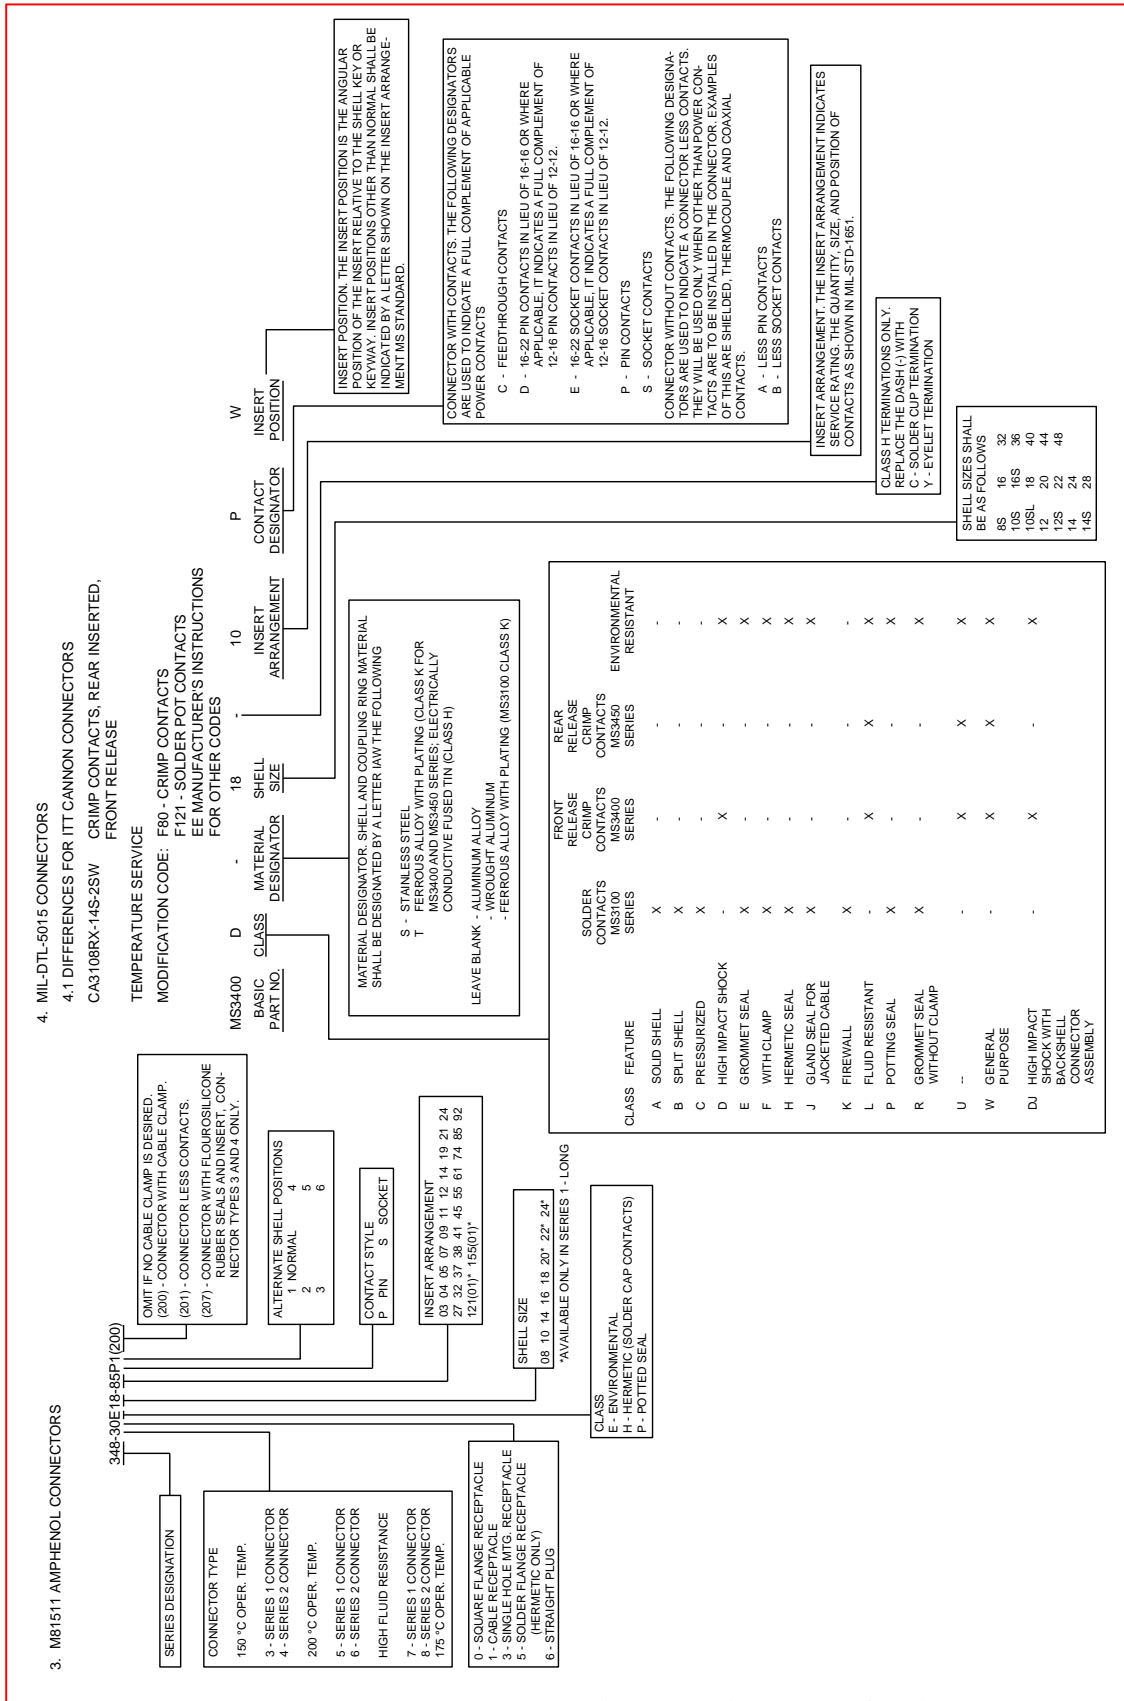 3. M81511 AMPHENOL CONNECTORS
348-30E18-85P1(200)
SERIES DESIGNATION
CONNECTOR TYPE
150 °C OPER. TEMP.
3 - SERIES 1 CONNECTOR
4 - SERIES 2 CONNECTOR
200 °C OPER. TEMP.
5 - SERIES 1 CONNECTOR
6 - SERIES 2 CONNECTOR
HIGH FLUID RESISTANCE
7 - SERIES 1 CONNECTOR
8 - SERIES 2 CONNECTOR
175 °C OPER. TEMP.
0 - SQUARE FLANGE RECEPTACLE
1 - CABLE RECEPTACLE
3 - SINGLE HOLE MTG. RECEPTACLE
5 - SOLDER FLANGE RECEPTACLE
(HERMETIC ONLY)
6 - STRAIGHT PLUG
OMIT IF NO CABLE CLAMP IS DESIRED.
(200) - CONNECTOR WITH CABLE CLAMP.
(201) - CONNECTOR LESS CONTACTS.
(207) - CONNECTOR WITH FLOUROSILICONE
RUBBER SEALS AND INSERT, CON-
NECTOR TYPES 3 AND 4 ONLY.
ALTERNATE SHELL POSITIONS
1 NORMAL 4
2 5
3 6
CONTACT STYLE
P PIN S SOCKET
INSERT ARRANGEMENT
03 04 05 07 09 11 12 14 19 21 24
27 32 37 38 41 45 55 61 74 85 92
121(01)* 155(01)*
SHELL SIZE
08 10 14 16 18 20* 22* 24*
*AVAILABLE ONLY IN SERIES 1 - LONG
CLASS
E - ENVIRONMENTAL
H - HERMETIC (SOLDER CAP CONTACTS)
P - POTTED SEAL
4. MIL-DTL-5015 CONNECTORS
4.1 DIFFERENCES FOR ITT CANNON CONNECTORS
CA3108RX-14S-2SW CRIMP CONTACTS, REAR INSERTED,
FRONT RELEASE
TEMPERATURE SERVICE
MODIFICATION CODE: F80 - CRIMP CONTACTS
F121 - SOLDER POT CONTACTS
EE MANUFACTURER'S INSTRUCTIONS
FOR OTHER CODES
MS3400 D - 18 - 10 P W
BASIC PART NO.
CLASS
MATERIAL DESIGNATOR
SHELL SIZE
INSERT ARRANGEMENT
CONTACT DESIGNATOR
INSERT POSITION
INSERT POSITION. THE INSERT POSITION IS THE ANGULAR
POSITION OF THE INSERT RELATIVE TO THE SHELL KEY OR
KEYWAY. INSERT POSITIONS OTHER THAN NORMAL SHALL BE
INDICATED BY A LETTER SHOWN ON THE INSERT ARRANGE-
MENT MS STANDARD.
CONNECTOR WITH CONTACTS. THE FOLLOWING DESIGNATORS
ARE USED TO INDICATE A FULL COMPLEMENT OF APPLICABLE
POWER CONTACTS
C - FEEDTHROUGH CONTACTS
D - 16-22 PIN CONTACTS IN LIEU OF 16-16 OR WHERE
APPLICABLE, IT INDICATES A FULL COMPLEMENT OF
12-16 PIN CONTACTS IN LIEU OF 12-12.
E - 16-22 SOCKET CONTACTS IN LIEU OF 16-16 OR WHERE
APPLICABLE, IT INDICATES A FULL COMPLEMENT OF
12-16 SOCKET CONTACTS IN LIEU OF 12-12.
P - PIN CONTACTS
S - SOCKET CONTACTS
CONNECTOR WITHOUT CONTACTS. THE FOLLOWING DESIGNA-
TORS ARE USED TO INDICATE A CONNECTOR LESS CONTACTS.
THEY WILL BE USED ONLY WHEN OTHER THAN POWER CON-
TACTS ARE TO BE INSTALLED IN THE CONNECTOR. EXAMPLES
OF THIS ARE SHIELDED, THERMOCOUPLE AND COAXIAL
CONTACTS.
A - LESS PIN CONTACTS
B - LESS SOCKET CONTACTS
INSERT ARRANGEMENT. THE INSERT ARRANGEMENT INDICATES
SERVICE RATING. THE QUANTITY, SIZE, AND POSITION OF
CONTACTS AS SHOWN IN MIL-STD-1651.
CLASS H TERMINATIONS ONLY.
REPLACE THE DASH (-) WITH
C - SOLDER CUP TERMINATION
Y - EYELET TERMINATION
SHELL SIZES SHALL
BE AS FOLLOWS
8S 16 32
10S 16S 36
10SL 18 40
12 20 44
12S 22 48
14 24
14S 28
MATERIAL DESIGNATOR. SHELL AND COUPLING RING MATERIAL
SHALL BE DESIGNATED BY A LETTER IAW THE FOLLOWING
S - STAINLESS STEEL
T FERROUS ALLOY WITH PLATING (CLASS K FOR
MS3400 AND MS3450 SERIES; ELECTRICALLY
CONDUCTIVE FUSED TIN (CLASS H)
LEAVE BLANK - ALUMINUM ALLOY
- WROUGHT ALUMINUM
- FERROUS ALLOY WITH PLATING (MS3100 CLASS K)
CLASS FEATURE
SOLDER CONTACTS MS3100 SERIES
FRONT RELEASE CRIMP CONTACTS MS3400 SERIES
REAR RELEASE CRIMP CONTACTS MS3450 SERIES
ENVIRONMENTAL RESISTANT
A SOLID SHELL X - - -
B SPLIT SHELL X - - -
C PRESSURIZED X - - -
D HIGH IMPACT SHOCK - X - X
E GROMMET SEAL X - - X
F WITH CLAMP X - - X
H HERMETIC SEAL X - - X
J GLAND SEAL FOR X - - X
JACKETED CABLE
K FIREWALL X - - -
L FLUID RESISTANT - X X X
P POTTING SEAL X - - X
R GROMMET SEAL X - - X
WITHOUT CLAMP
U -- - X X X
W GENERAL - X X X
PURPOSE
DJ HIGH IMPACT - X - X
SHOCK WITH
BACKSHELL
CONNECTOR
ASSEMBLY